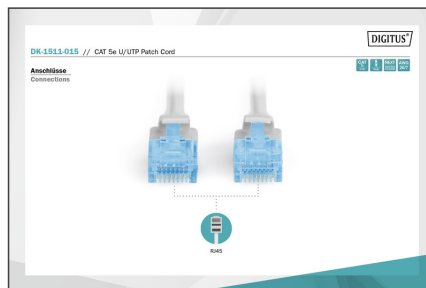 DIGITUS®
DK-1511-015 // CAT 5e U/UTP Patch Cord
Anschlüsse
Connections
RJ45